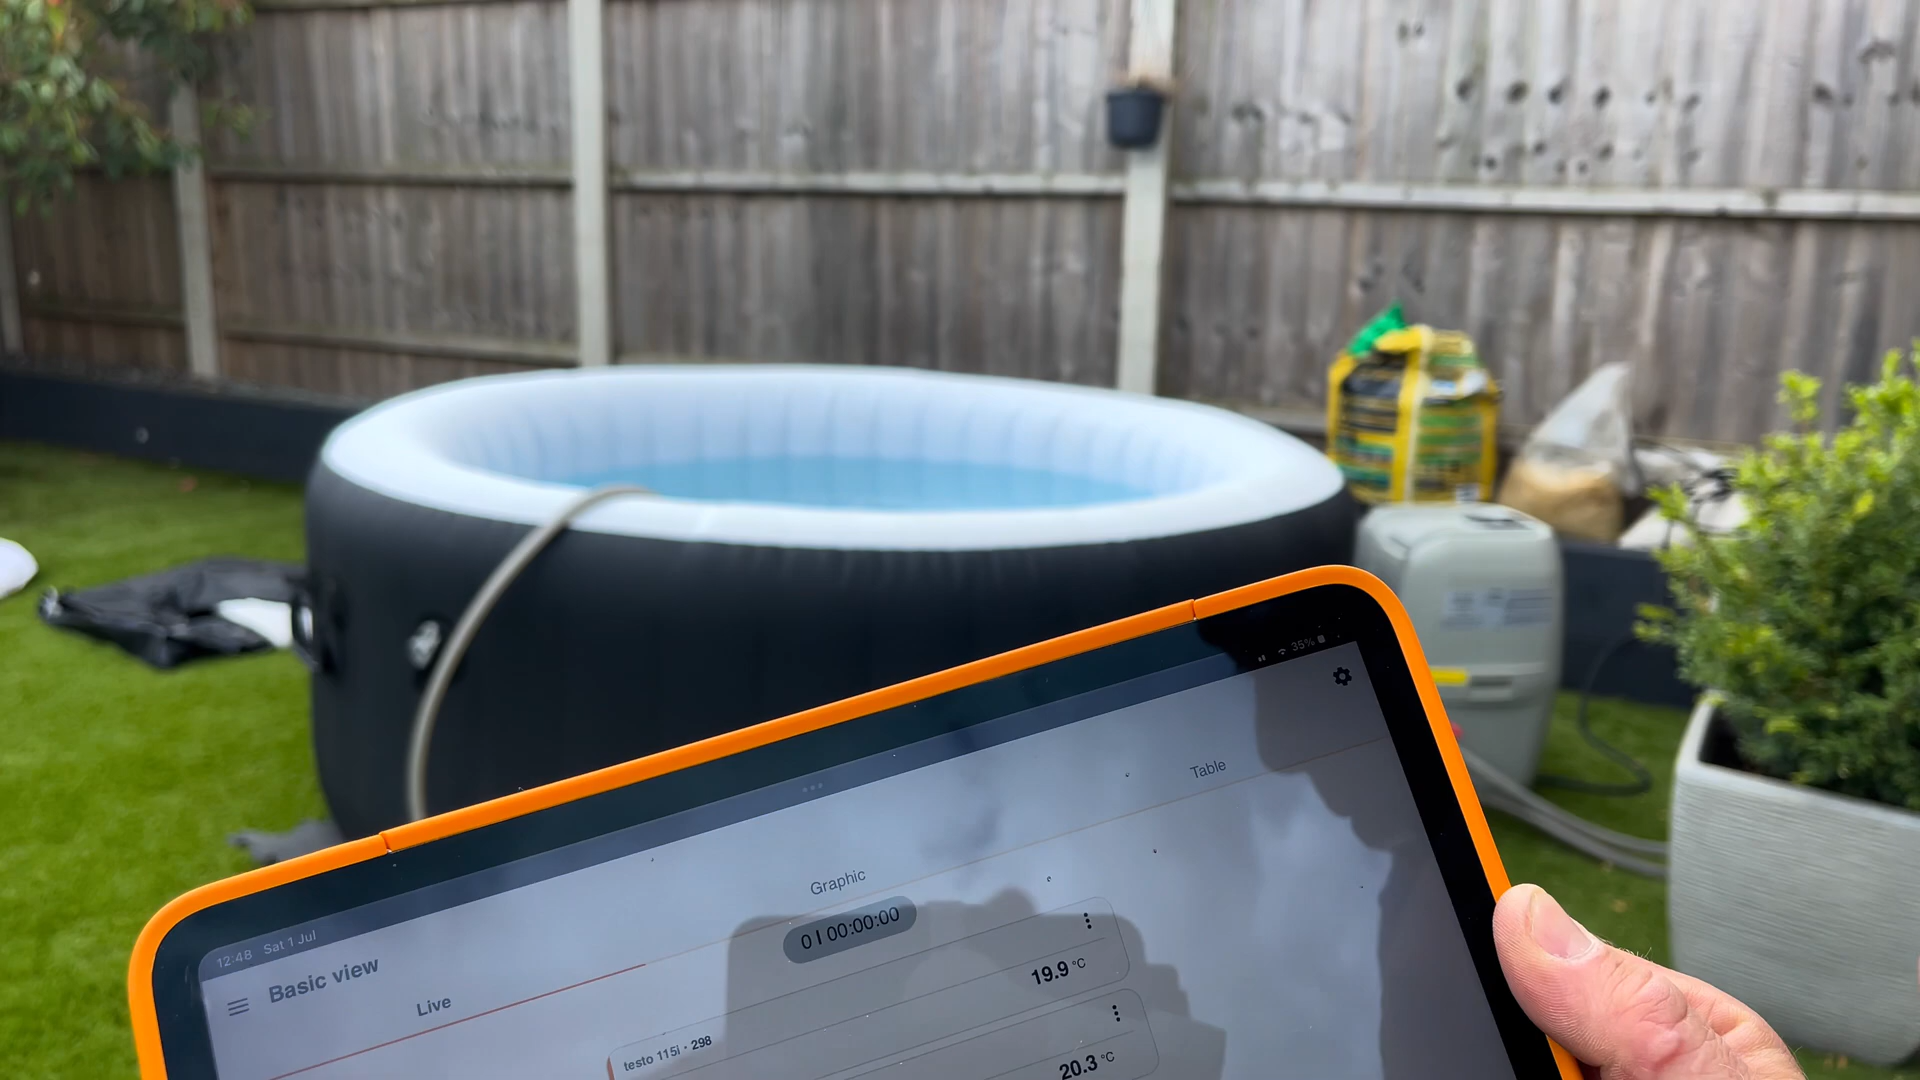 12:48 Sat 1 Jul
35%
Basic view
Live
Graphic
Table
0 | 00:00:00
19.9 °C
testo 115i • 298
20.3 °C